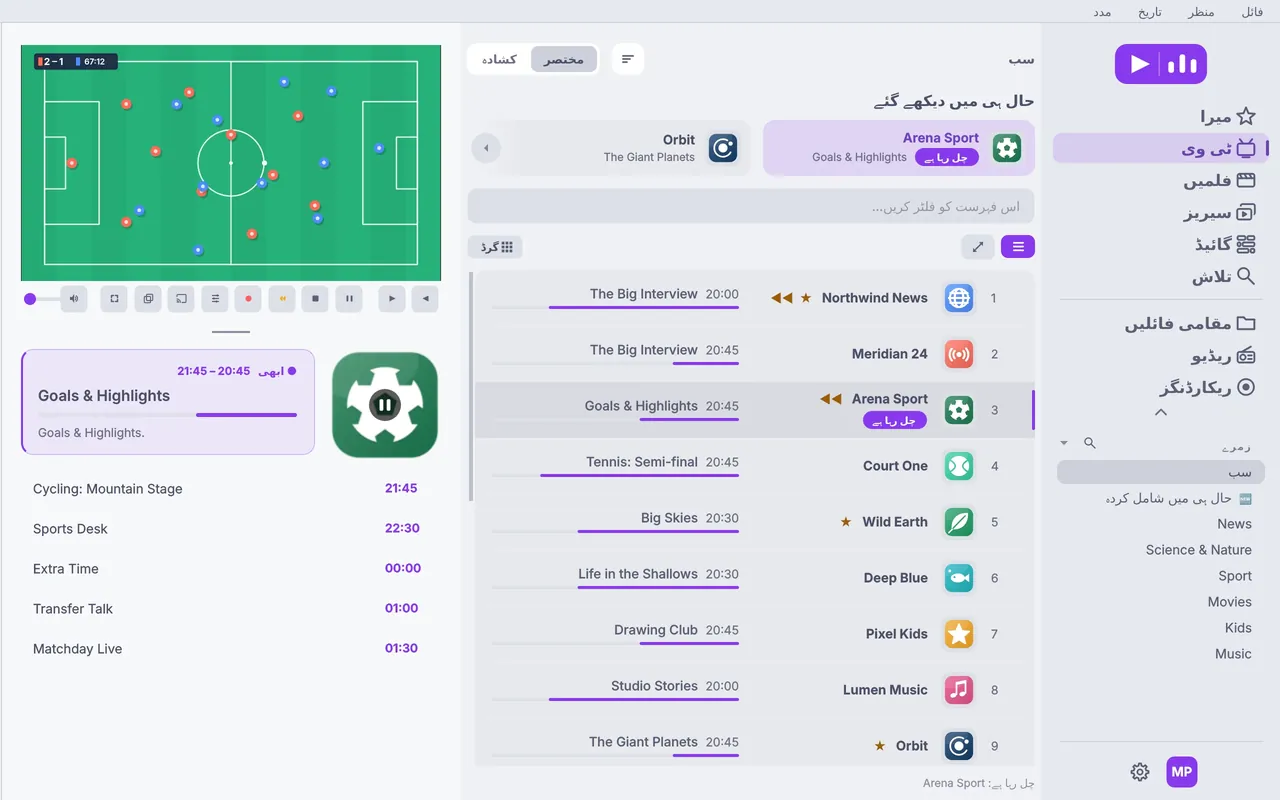 فائل
منظر
تاریخ
مدد
میرا
ٹی وی
فلمیں
سیریز
گائیڈ
تلاش
مقامی فائلیں
ریڈیو
ریکارڈنگز
زمرے
سب
🆕 حال ہی میں شامل کردہ
News
Science & Nature
Sport
Movies
Kids
Music
MP
سب
مختصر
کشادہ
حال ہی میں دیکھے گئے
Arena Sport
چل رہا ہے Goals & Highlights
Orbit
The Giant Planets
اس فہرست کو فلٹر کریں...
گرڈ
1 Northwind News 20:00 The Big Interview
2 Meridian 24 20:45 The Big Interview
3 Arena Sport 20:45 Goals & Highlights
چل رہا ہے
4 Court One 20:45 Tennis: Semi-final
5 Wild Earth 20:30 Big Skies
6 Deep Blue 20:30 Life in the Shallows
7 Pixel Kids 20:45 Drawing Club
8 Lumen Music 20:00 Studio Stories
9 Orbit 20:45 The Giant Planets
چل رہا ہے: Arena Sport
2–1 67:12
ابھی 20:45 – 21:45
Goals & Highlights
Goals & Highlights.
21:45 Cycling: Mountain Stage
22:30 Sports Desk
00:00 Extra Time
01:00 Transfer Talk
01:30 Matchday Live